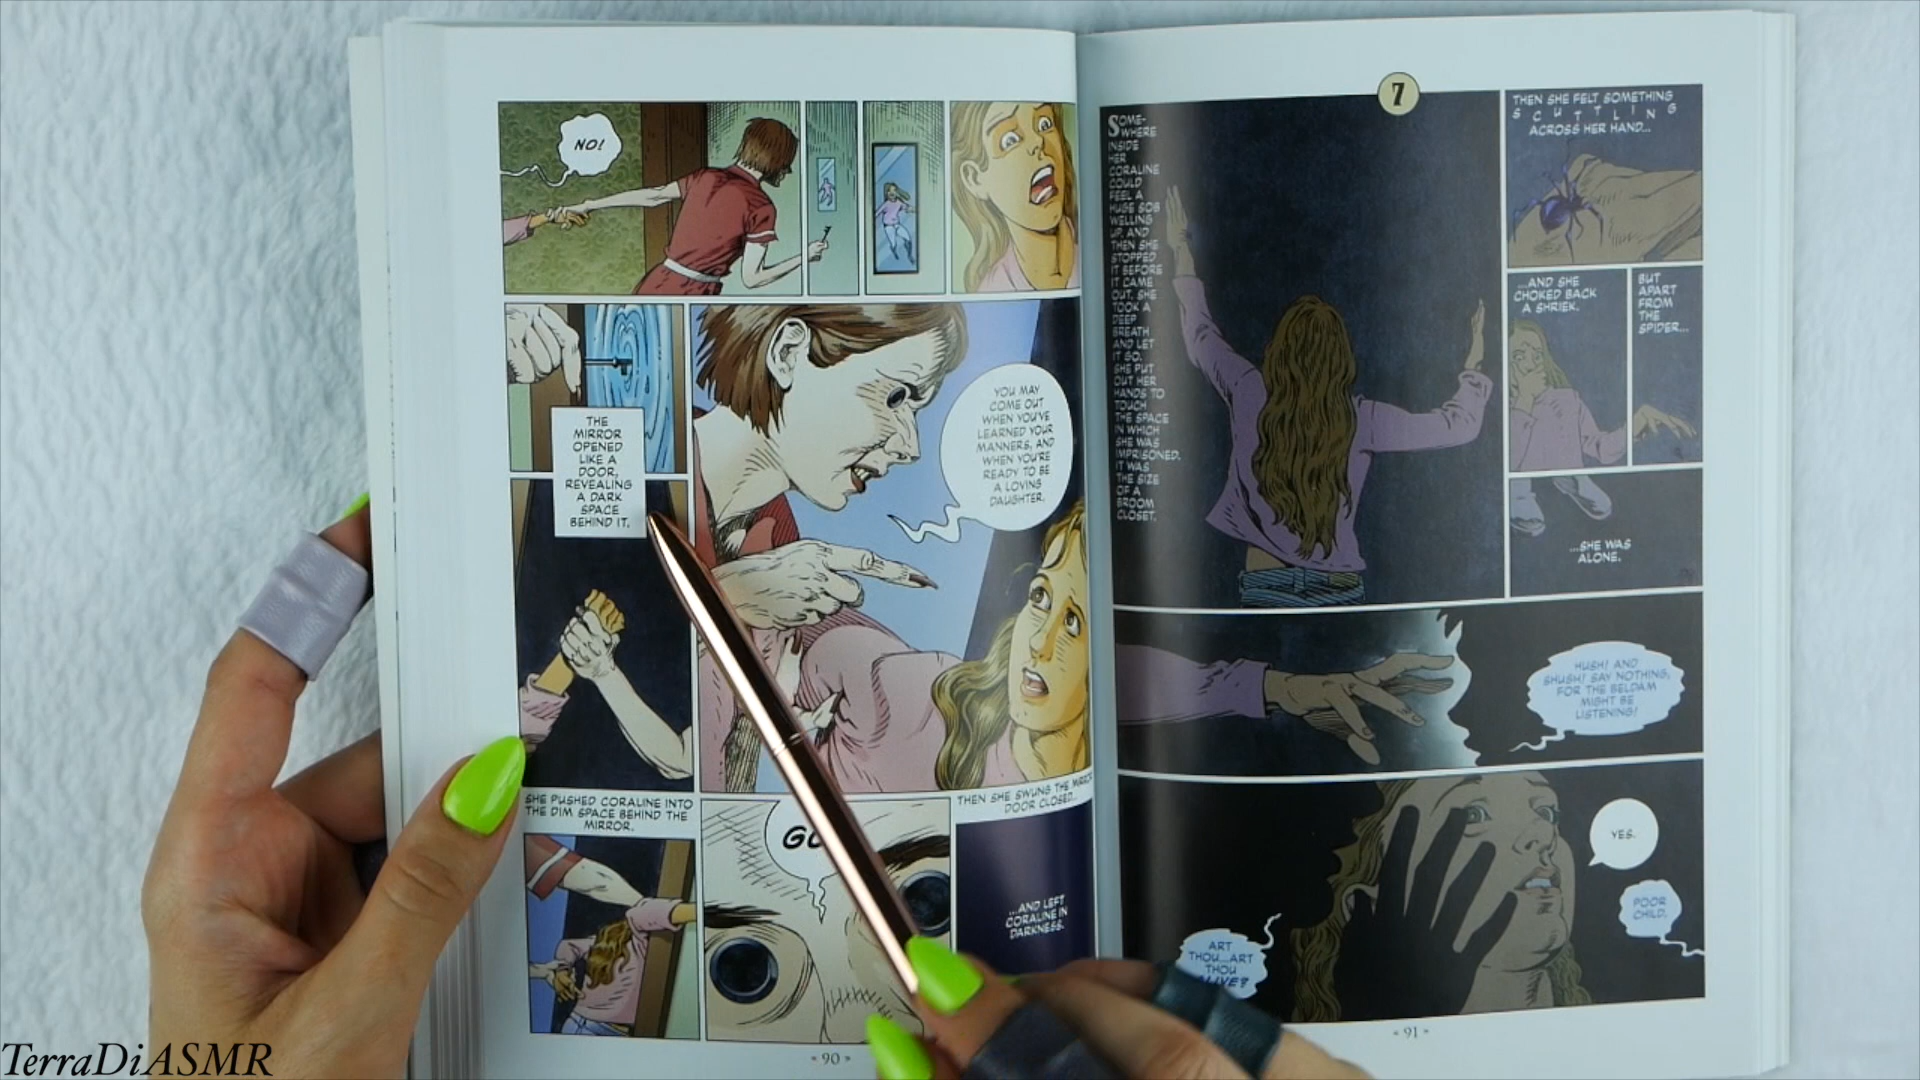 NO!
THE
MIRROR
OPENED
LIKE A
DOOR,
REVEALING
A DARK
SPACE
BEHIND IT.
YOU MAY
COME OUT
WHEN YOU'VE
LEARNED YOUR
MANNERS, AND
WHEN YOU'RE
READY TO BE
A LOVING
DAUGHTER.
SHE PUSHED CORALINE INTO
THE DIM SPACE BEHIND THE
MIRROR.
THEN SHE SWUNG THE MIRROR
DOOR CLOSED...
...AND LEFT
CORALINE IN
DARKNESS.
«90»
7
SOME-
WHERE
INSIDE
HER
CORALINE
COULD
FEEL A
HUGE SOB
WELLING
UP, AND
THEN SHE
STOPPED
IT BEFORE
IT CAME
OUT. SHE
TOOK A
DEEP
BREATH
AND LET
IT GO.
SHE PUT
OUT HER
HANDS TO
TOUCH
THE SPACE
IN WHICH
SHE WAS
IMPRISONED.
IT WAS
THE SIZE
OF A
BROOM
CLOSET.
THEN SHE FELT SOMETHING
SCUTTLING
ACROSS HER HAND...
...AND SHE
CHOKED BACK
A SHRIEK.
BUT
APART
FROM
THE
SPIDER...
...SHE WAS
ALONE.
HUSH! AND
SHUSH! SAY NOTHING,
FOR THE BELDAM
MIGHT BE
LISTENING!
YES.
POOR
CHILD.
ART
THOU...ART
THOU
ALIVE?
«91»
TerraDiASMR